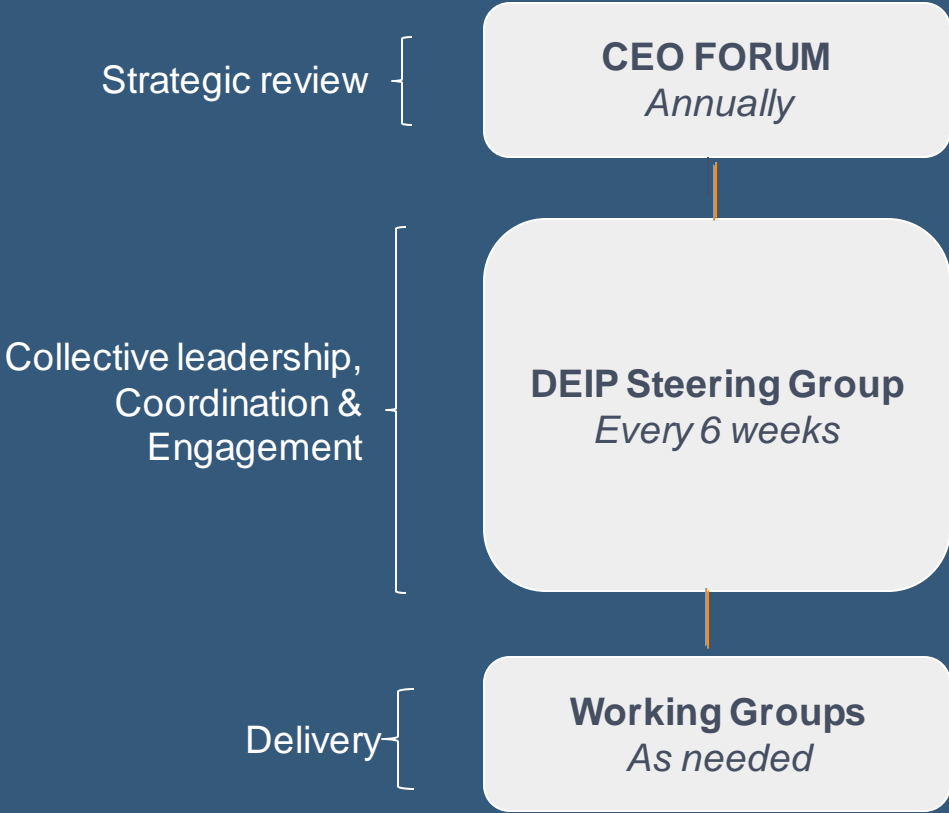 Strategic review
CEO FORUM
Annually
Collective leadership,
Coordination &
Engagement
DEIP Steering Group
Every 6 weeks
Delivery
Working Groups
As needed